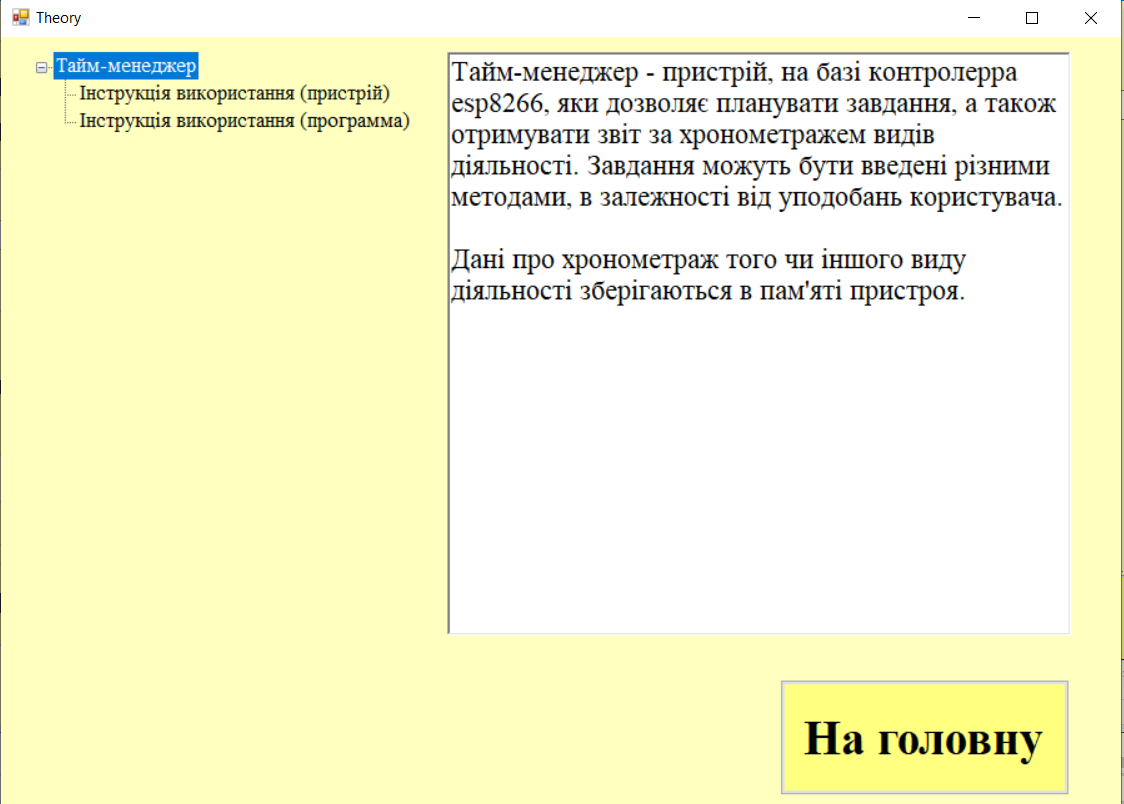 Theory
Тайм-менеджер
Інструкція використання (пристрій)
Інструкція використання (программа)
Тайм-менеджер - пристрій, на базі контролерра
esp8266, яки дозволяє планувати завдання, а також
отримувати звіт за хронометражем видів
діяльності. Завдання можуть бути введені різними
методами, в залежності від уподобань користувача.
Дані про хронометраж того чи іншого виду
діяльності зберігаються в пам'яті пристроя.
На головну